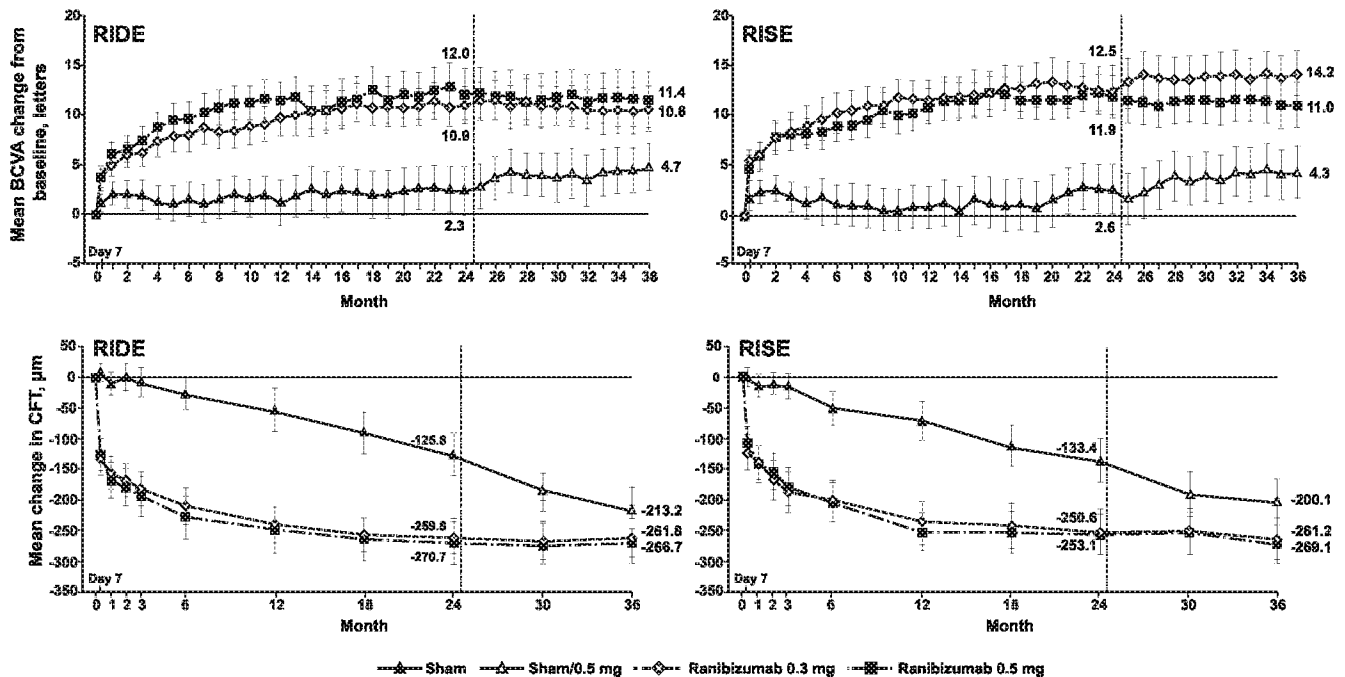 Mean BCVA change from
baseline, letters
20
15
10
5
0
-5
RIDE
12.0
10.9
2.3
11.4
10.6
4.7
Day 7
0 2 4 6 8 10 12 14 16 18 20 22 24 26 28 30 32 34 36
Month
20
15
10
5
0
-5
RISE
12.5
11.9
2.6
14.2
11.0
4.3
Day 7
0 2 4 6 8 10 12 14 16 18 20 22 24 26 28 30 32 34 36
Month
Mean change in CFT, µm
50
0
-50
-100
-150
-200
-250
-300
-350
RIDE
-125.8
-259.8
-270.7
-213.2
-261.8
-266.7
Day 7
0 1 2 3 6 12 18 24 30 36
Month
50
0
-50
-100
-150
-200
-250
-300
-350
RISE
-133.4
-250.6
-253.1
-200.1
-261.2
-269.1
Day 7
0 1 2 3 6 12 18 24 30 36
Month
Sham Sham/0.5 mg Ranibizumab 0.3 mg Ranibizumab 0.5 mg